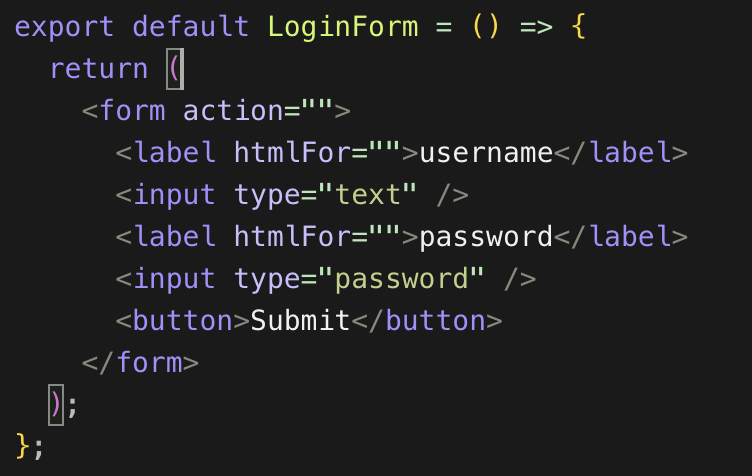 export default LoginForm = () => {
  return (
    <form action="">
      <label htmlFor="">username</label>
      <input type="text" />
      <label htmlFor="">password</label>
      <input type="password" />
      <button>Submit</button>
    </form>
  );
};